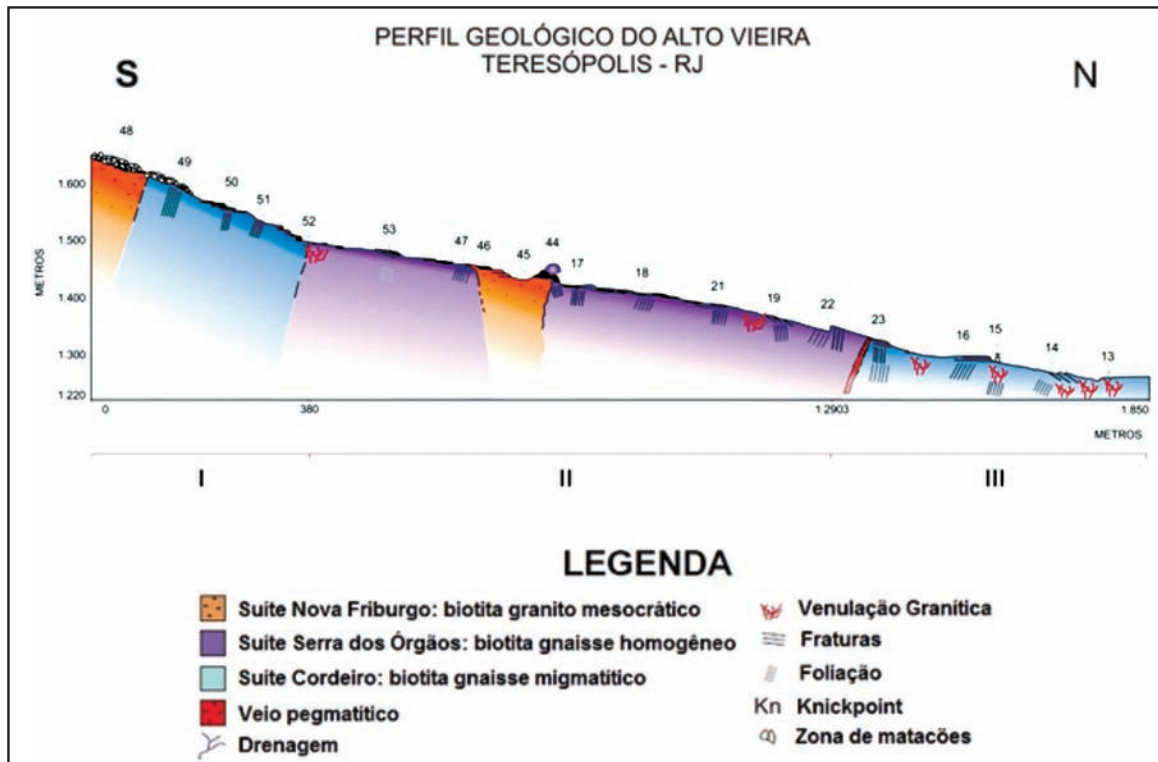 PERFIL GEOLÓGICO DO ALTO VIEIRA
TERESÓPOLIS - RJ
S
N
48
49
50
51
52
53
47
46
45
44
17
18
21
19
22
23
16
15
14
13
METROS
1.600
1.500
1.400
1.300
1.220
0
380
1.2903
1.850
METROS
I
II
III
LEGENDA
Suíte Nova Friburgo: biotita granito mesocrático
Suíte Serra dos Órgãos: biotita gnaisse homogêneo
Suíte Cordeiro: biotita gnaisse migmatítico
Veio pegmatítico
Drenagem
Venulação Granítica
Fraturas
Foliação
Kn Knickpoint
Zona de matacões